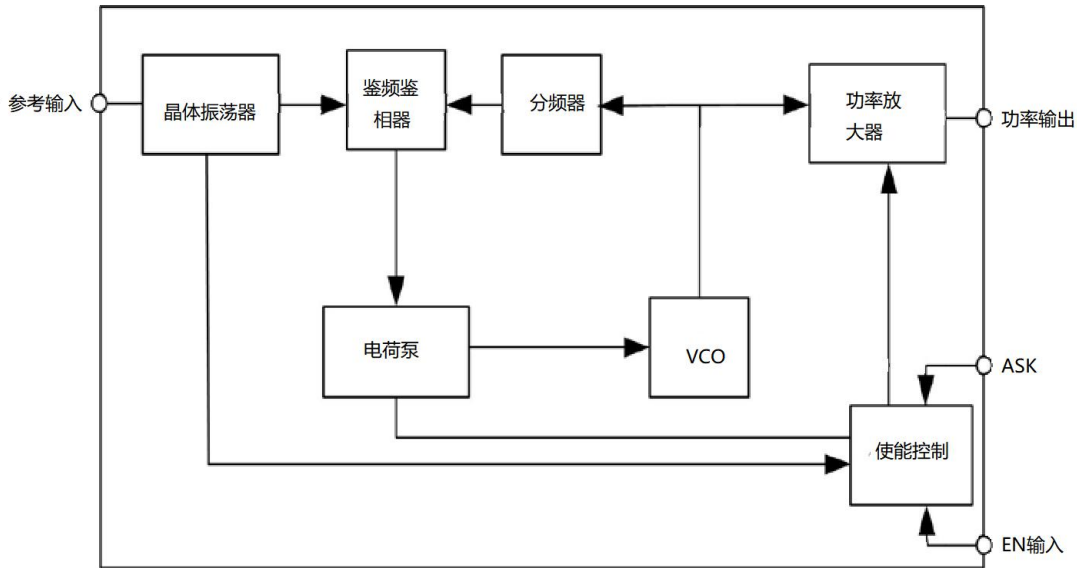 参考输入
晶体振荡器
鉴频鉴
相器
分频器
功率放
大器
功率输出
电荷泵
VCO
ASK
使能控制
EN输入